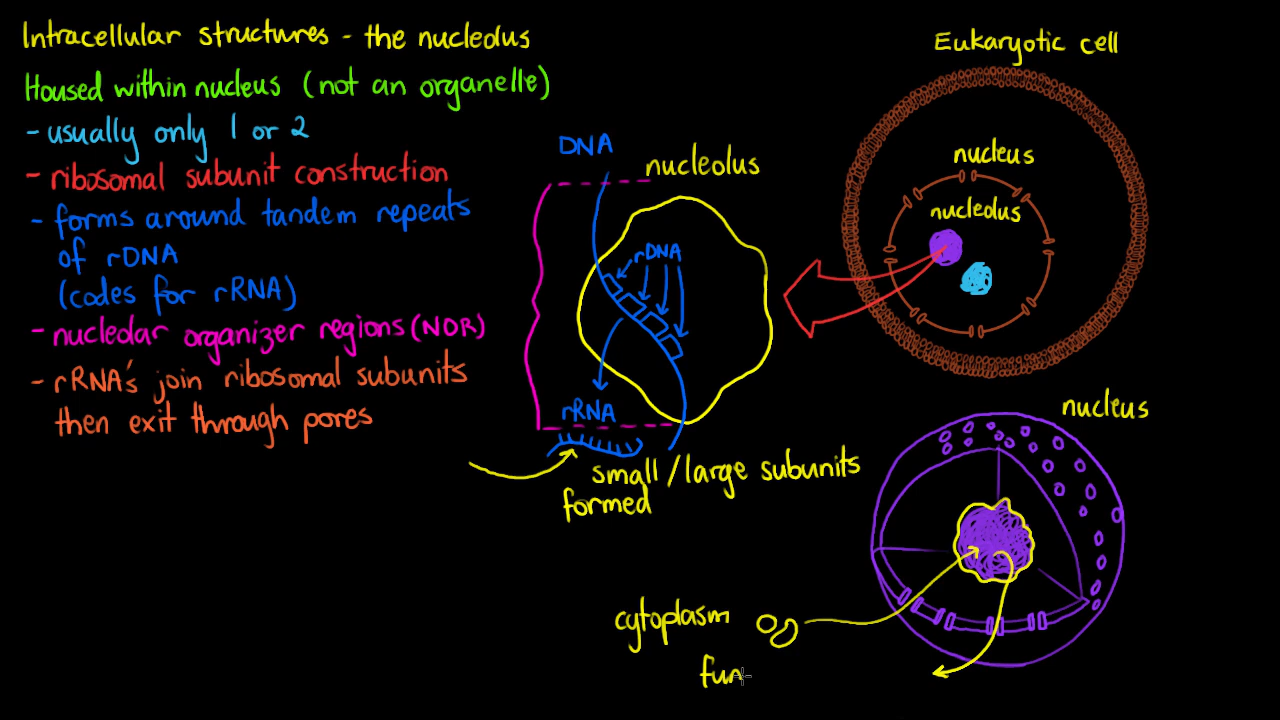 Intracellular structures - the nucleolus
Housed within nucleus (not an organelle)
- usually only 1 or 2
- ribosomal subunit construction
- forms around tandem repeats
of rDNA
(codes for rRNA)
- nucleolar organizer regions (NOR)
- rRNA's join ribosomal subunits
then exit through pores
DNA
nucleolus
rDNA
rRNA
small / large subunits
formed
Eukaryotic cell
nucleus
nucleolus
nucleus
cytoplasm
fun